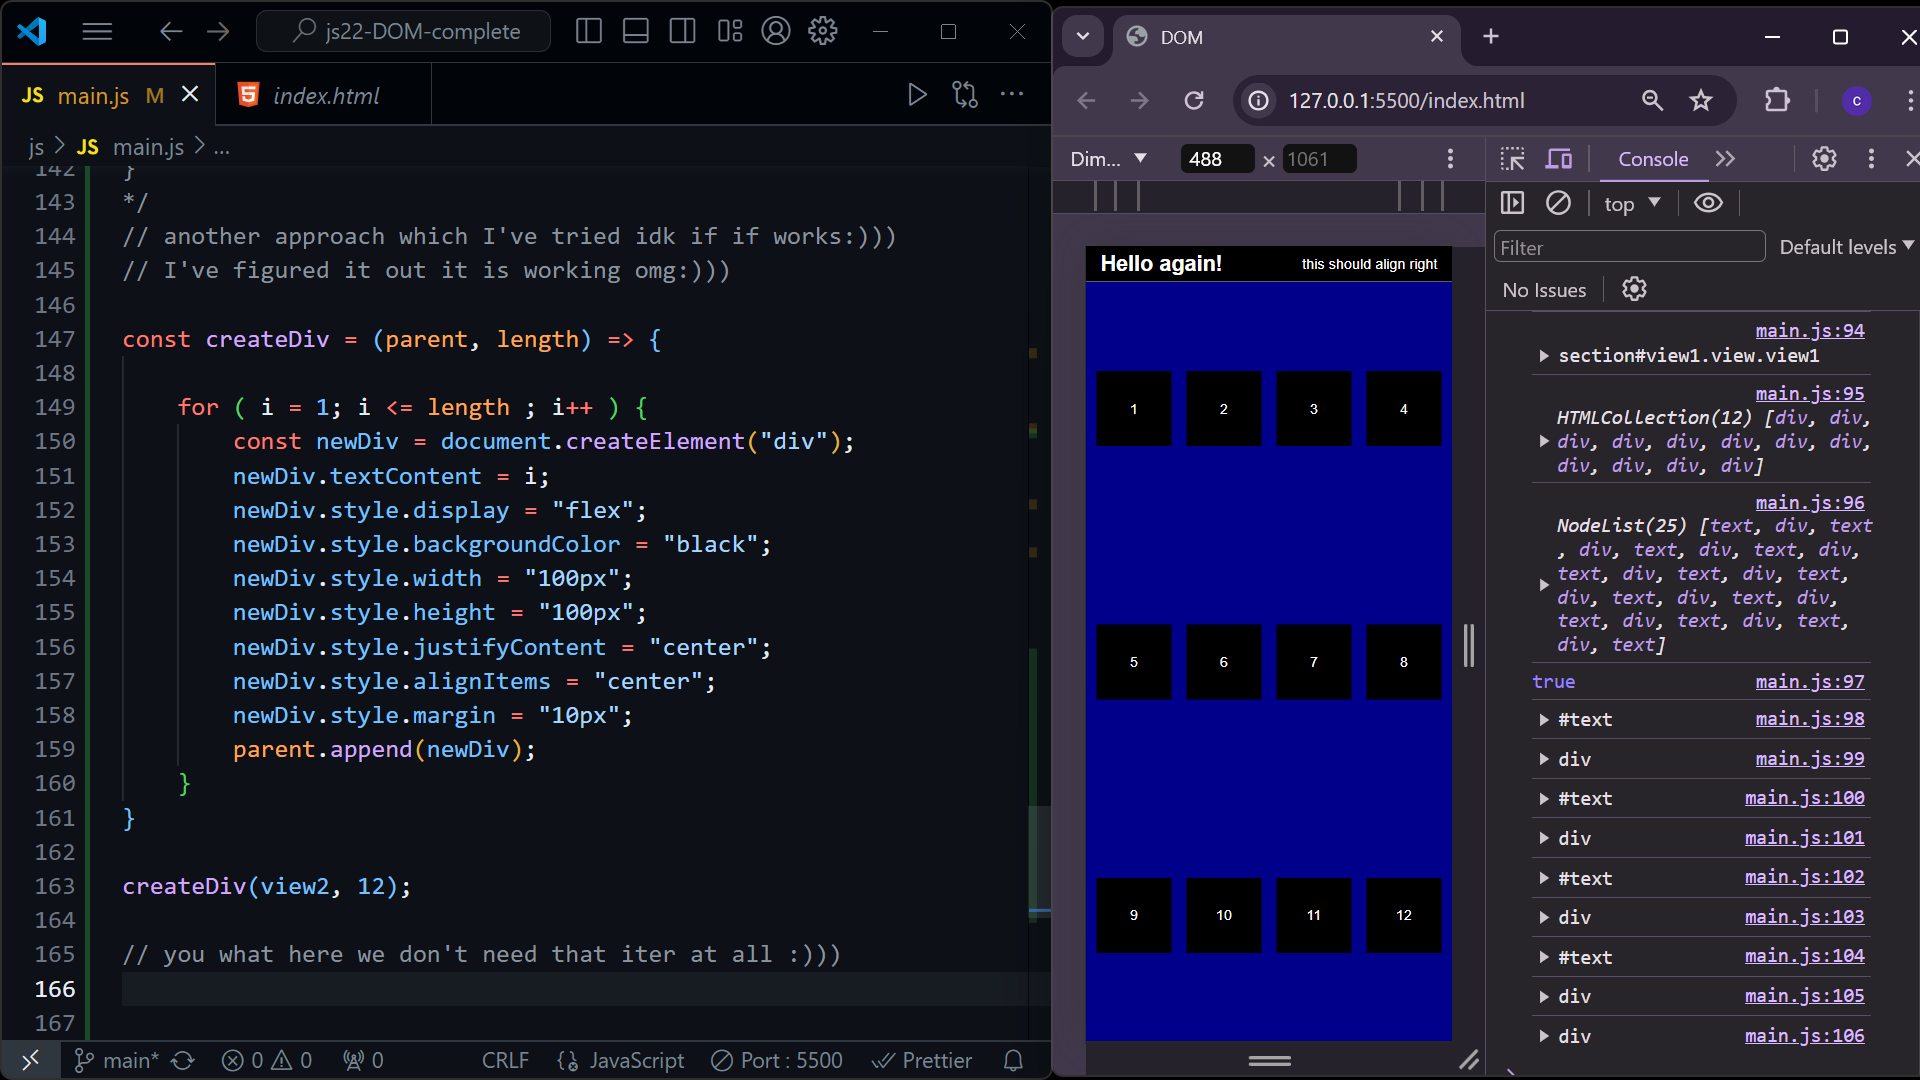 js22-DOM-complete
JS main.js M
index.html
js > JS main.js > ...
142 }
143 */
144 // another approach which I've tried idk if if works:)))
145 // I've figured it out it is working omg:)))
146
147 const createDiv = (parent, length) => {
148
149 for ( i = 1; i <= length ; i++ ) {
150 const newDiv = document.createElement("div");
151 newDiv.textContent = i;
152 newDiv.style.display = "flex";
153 newDiv.style.backgroundColor = "black";
154 newDiv.style.width = "100px";
155 newDiv.style.height = "100px";
156 newDiv.style.justifyContent = "center";
157 newDiv.style.alignItems = "center";
158 newDiv.style.margin = "10px";
159 parent.append(newDiv);
160 }
161 }
162
163 createDiv(view2, 12);
164
165 // you what here we don't need that iter at all :)))
166
167
main* 0 0 0 CRLF {} JavaScript Port : 5500 Prettier
DOM
127.0.0.1:5500/index.html
c
Dim... 488 × 1061
Console
top
Filter
Default levels
No Issues
Hello again! this should align right
1 2 3 4
5 6 7 8
9 10 11 12
main.js:94
section#view1.view.view1
main.js:95
HTMLCollection(12) [div, div,
div, div, div, div, div, div,
div, div, div, div]
main.js:96
NodeList(25) [text, div, text
, div, text, div, text, div,
text, div, text, div, text,
div, text, div, text, div,
text, div, text, div, text,
div, text]
true main.js:97
#text main.js:98
div main.js:99
#text main.js:100
div main.js:101
#text main.js:102
div main.js:103
#text main.js:104
div main.js:105
div main.js:106